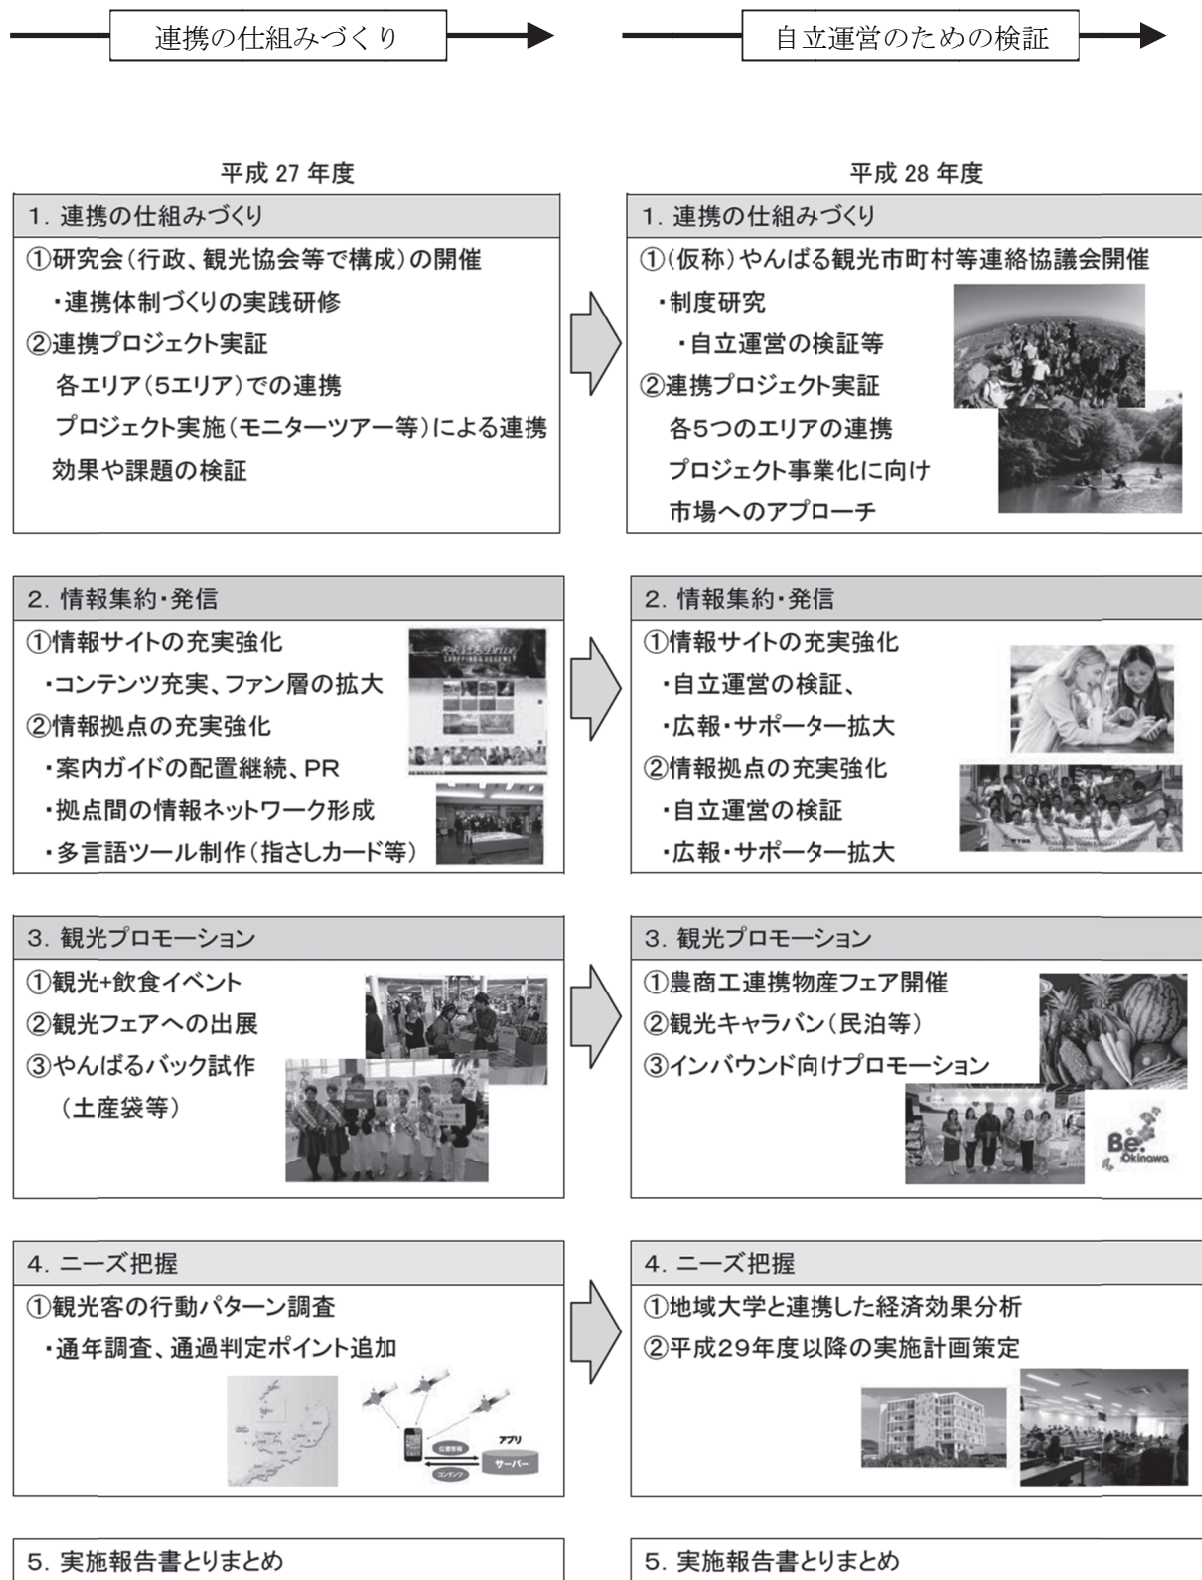 連携の仕組みづくり
自立運営のための検証
平成 27 年度
1. 連携の仕組みづくり
①研究会(行政、観光協会等で構成)の開催
・連携体制づくりの実践研修
②連携プロジェクト実証
各エリア(5エリア)での連携
プロジェクト実施(モニターツアー等)による連携
効果や課題の検証
2. 情報集約・発信
①情報サイトの充実強化
・コンテンツ充実、ファン層の拡大
②情報拠点の充実強化
・案内ガイドの配置継続、PR
・拠点間の情報ネットワーク形成
・多言語ツール制作(指さしカード等)
3. 観光プロモーション
①観光+飲食イベント
②観光フェアへの出展
③やんばるバック試作
(土産袋等)
4. ニーズ把握
①観光客の行動パターン調査
・通年調査、通過判定ポイント追加
アプリ
位置情報
サーバー
コンテンツ
5. 実施報告書とりまとめ
平成 28 年度
1. 連携の仕組みづくり
①(仮称)やんばる観光市町村等連絡協議会開催
・制度研究
・自立運営の検証等
②連携プロジェクト実証
各5つのエリアの連携
プロジェクト事業化に向け
市場へのアプローチ
2. 情報集約・発信
①情報サイトの充実強化
・自立運営の検証、
・広報・サポーター拡大
②情報拠点の充実強化
・自立運営の検証
・広報・サポーター拡大
3. 観光プロモーション
①農商工連携物産フェア開催
②観光キャラバン(民泊等)
③インバウンド向けプロモーション
Be.
Okinawa
4. ニーズ把握
①地域大学と連携した経済効果分析
②平成29年度以降の実施計画策定
5. 実施報告書とりまとめ